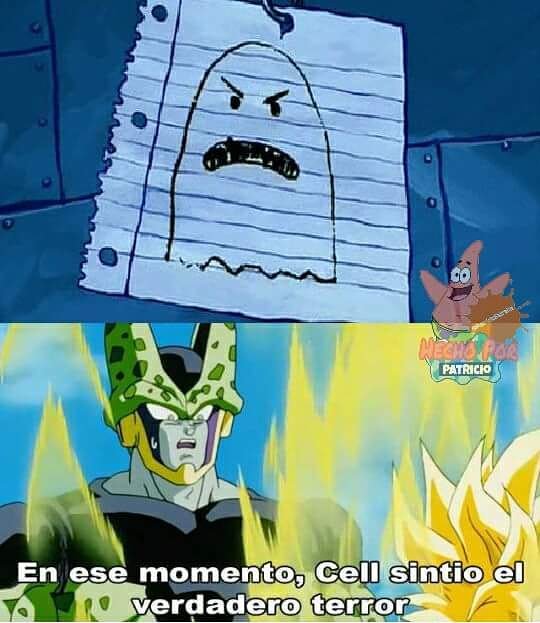 HECHO POR
PATRICIO
En ese momento, Cell sintio el
verdadero terror